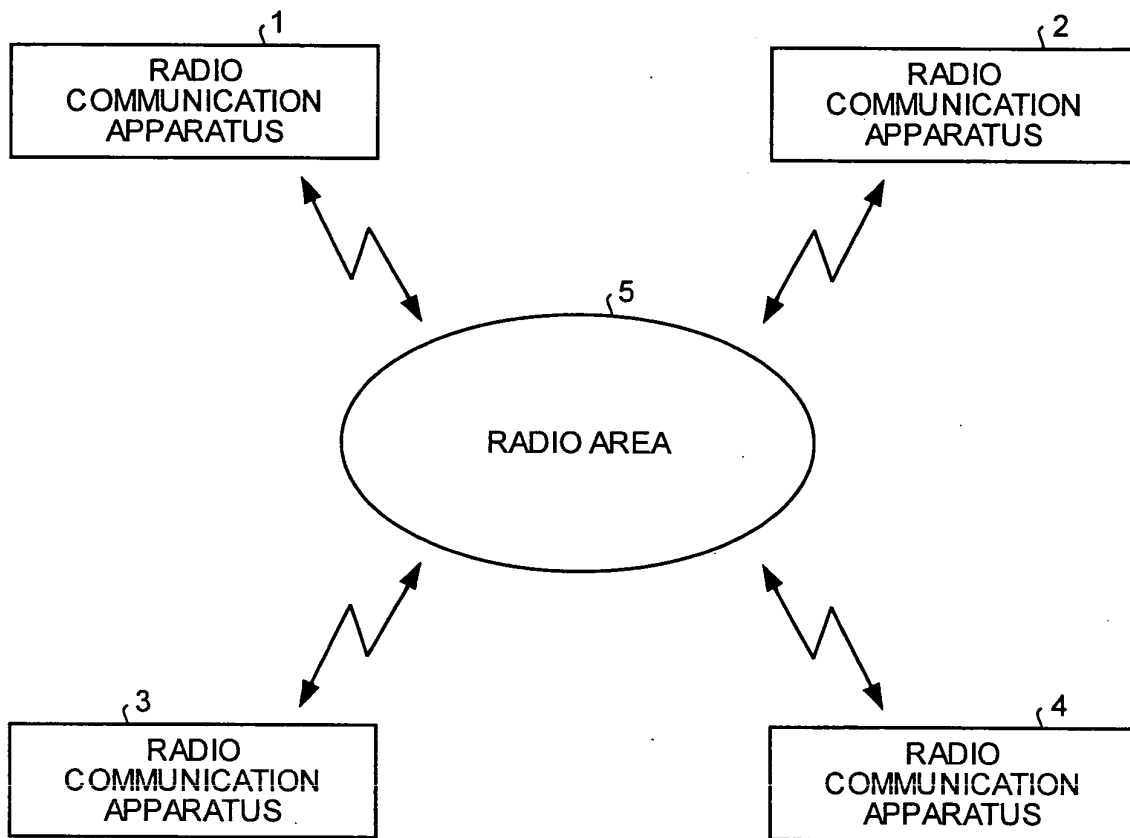 1
RADIO
COMMUNICATION
APPARATUS
2
RADIO
COMMUNICATION
APPARATUS
5
RADIO AREA
3
RADIO
COMMUNICATION
APPARATUS
4
RADIO
COMMUNICATION
APPARATUS